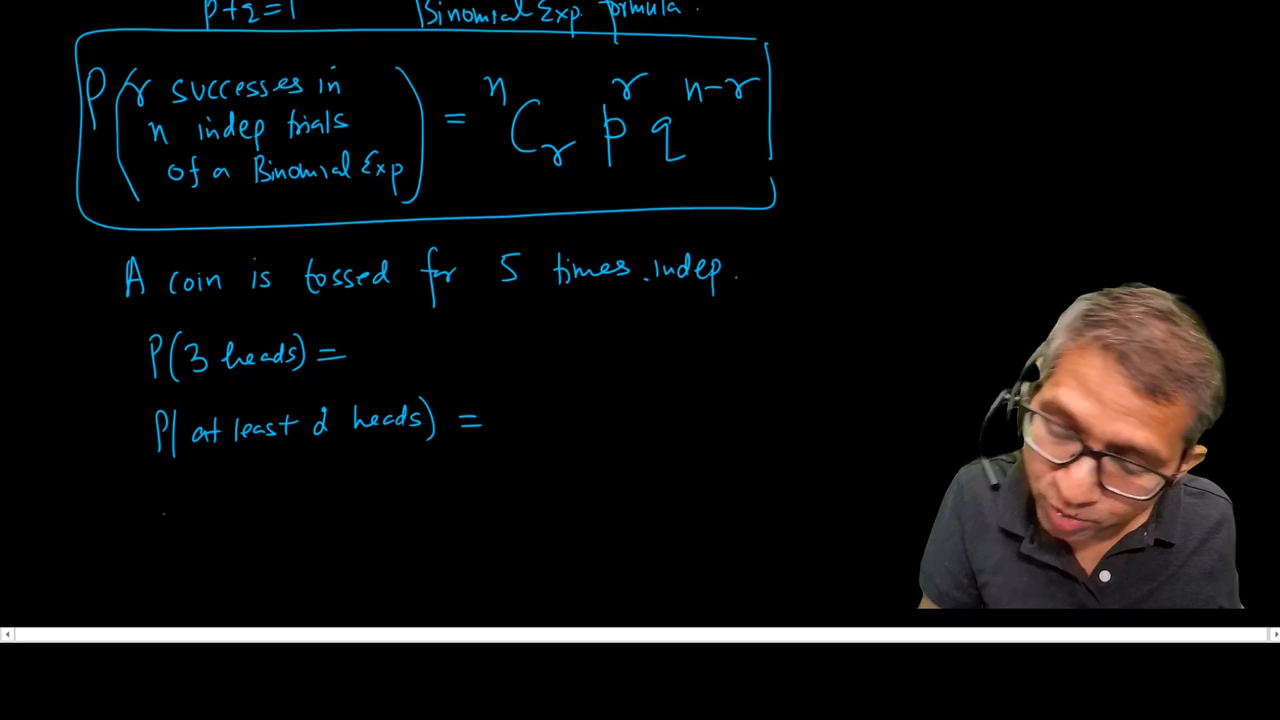 p+q=1 Binomial Exp. formula.
P(r successes in
n indep trials
of a Binomial Exp) = ⁿCᵣ pʳ qⁿ⁻ʳ
A coin is tossed for 5 times indep.
P(3 heads) =
P(at least 2 heads) =